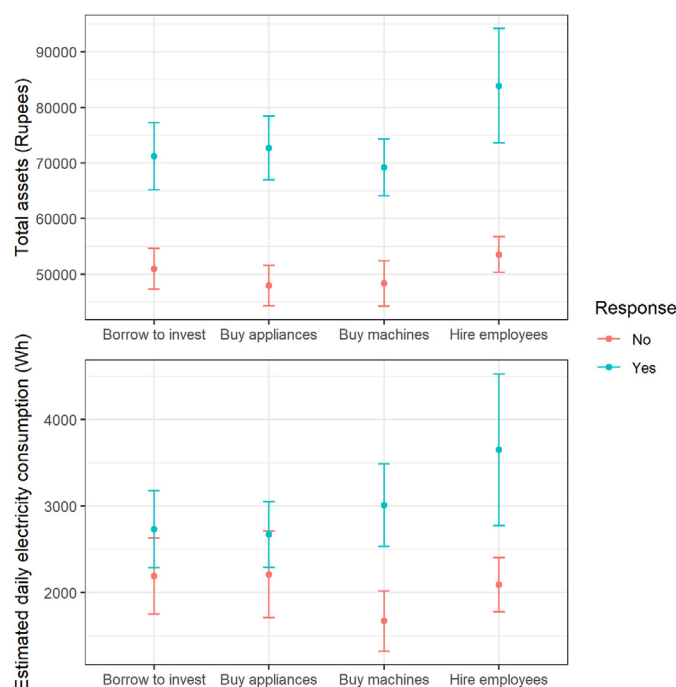 Total assets (Rupees)
90000
80000
70000
60000
50000
Borrow to invest Buy appliances Buy machines Hire employees
Response
No
Yes
Estimated daily electricity consumption (Wh)
4000
3000
2000
Borrow to invest Buy appliances Buy machines Hire employees